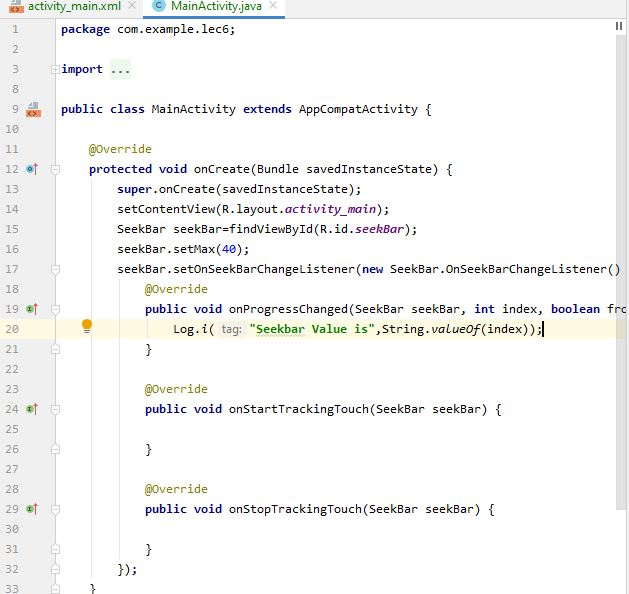 activity_main.xml MainActivity.java
1 package com.example.lec6;
2
3 import ...
8
9 public class MainActivity extends AppCompatActivity {
10
11 @Override
12 protected void onCreate(Bundle savedInstanceState) {
13 super.onCreate(savedInstanceState);
14 setContentView(R.layout.activity_main);
15 SeekBar seekBar=findViewById(R.id.seekBar);
16 seekBar.setMax(40);
17 seekBar.setOnSeekBarChangeListener(new SeekBar.OnSeekBarChangeListener()
18 @Override
19 public void onProgressChanged(SeekBar seekBar, int index, boolean fro
20 Log.i( tag: "Seekbar Value is",String.valueOf(index));
21 }
22
23 @Override
24 public void onStartTrackingTouch(SeekBar seekBar) {
25
26 }
27
28 @Override
29 public void onStopTrackingTouch(SeekBar seekBar) {
30
31 }
32 });
33 }